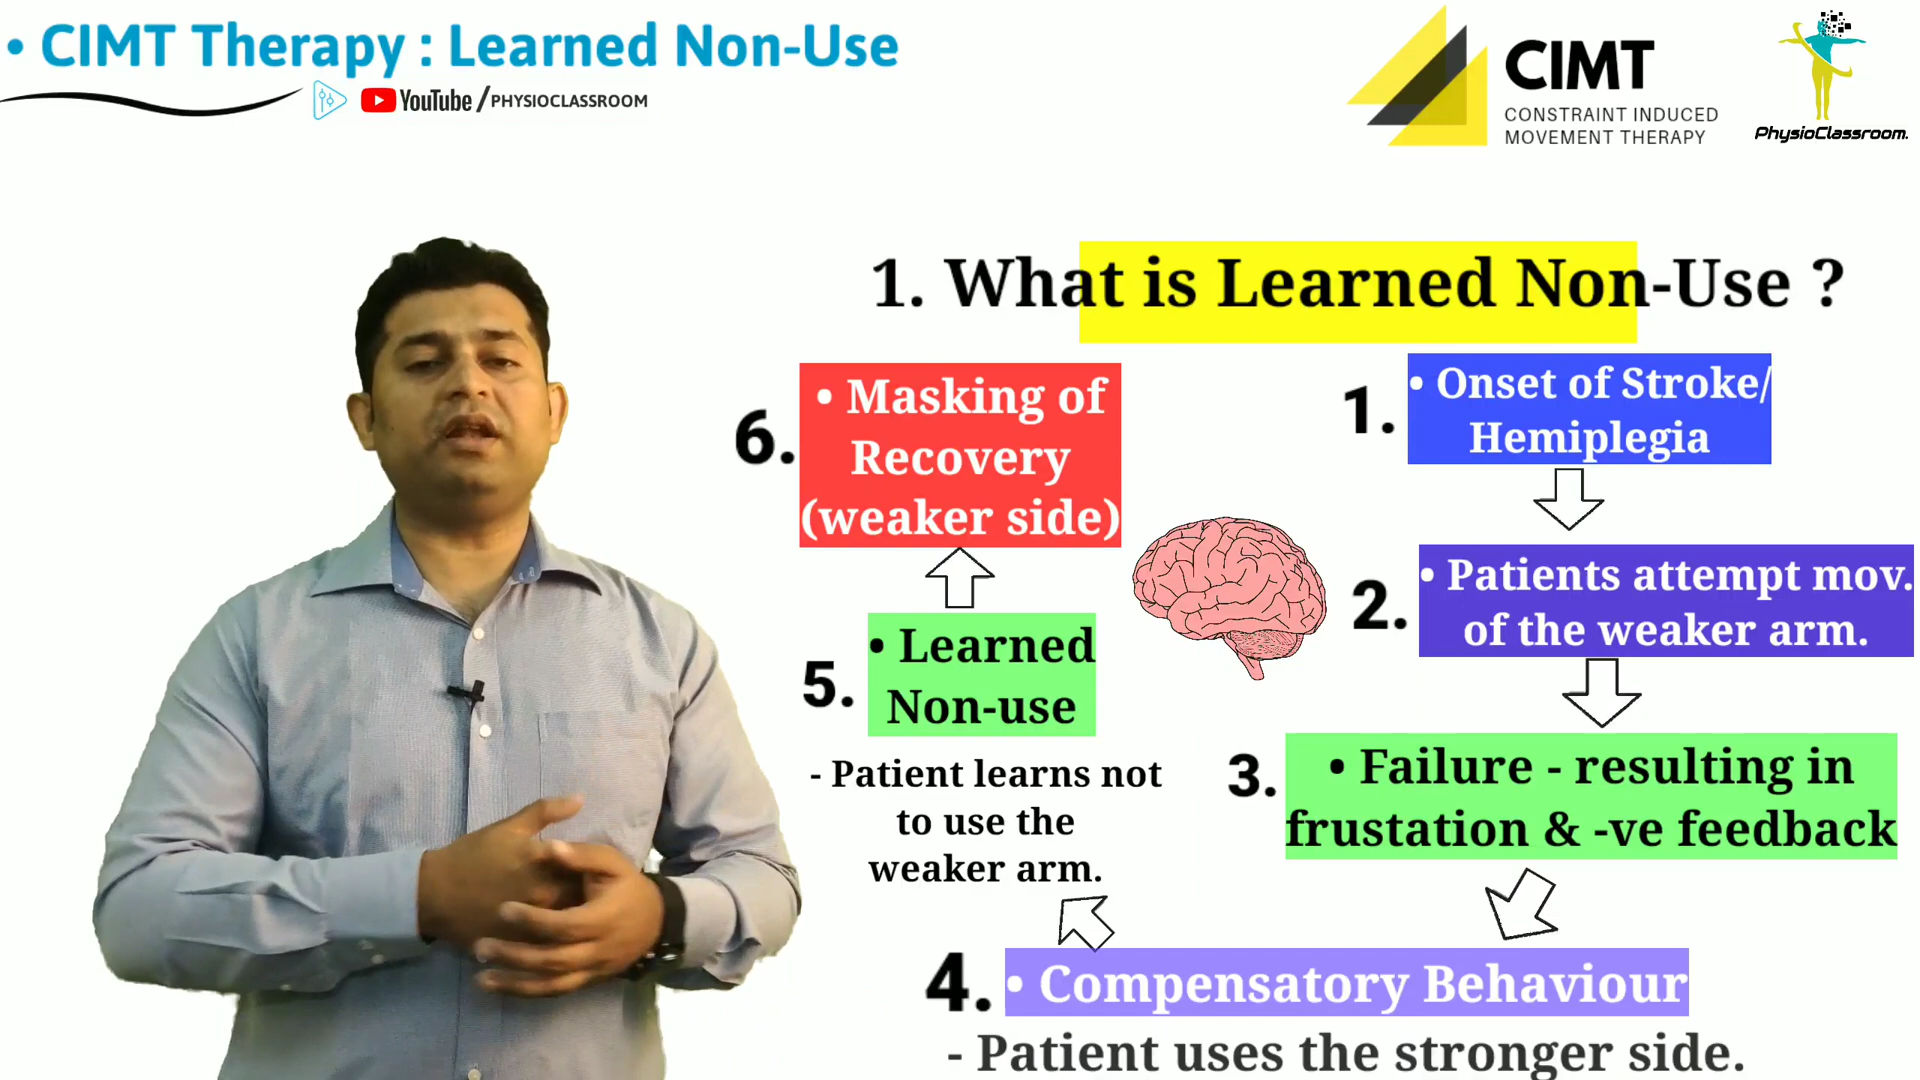 • CIMT Therapy : Learned Non-Use
YouTube /PHYSIOCLASSROOM
CIMT
CONSTRAINT INDUCED
MOVEMENT THERAPY
PhysioClassroom.
1. What is Learned Non-Use ?
1. • Onset of Stroke/
Hemiplegia
2. • Patients attempt mov.
of the weaker arm.
3. • Failure - resulting in
frustation & -ve feedback
4. • Compensatory Behaviour
- Patient uses the stronger side.
5. • Learned
Non-use
- Patient learns not
to use the
weaker arm.
6. • Masking of
Recovery
(weaker side)